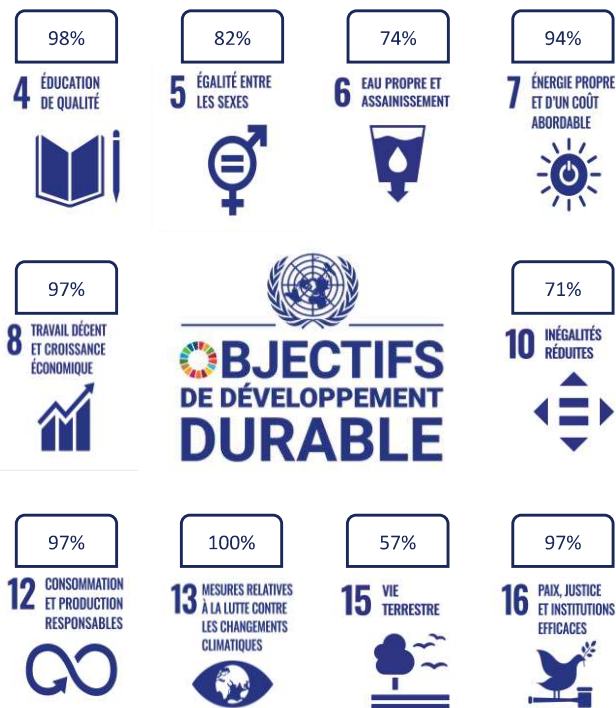 98%
4 ÉDUCATION
DE QUALITÉ
82%
5 ÉGALITÉ ENTRE
LES SEXES
74%
6 EAU PROPRE ET
ASSAINISSEMENT
94%
7 ÉNERGIE PROPRE
ET D'UN COÛT
ABORDABLE
97%
8 TRAVAIL DÉCENT
ET CROISSANCE
ÉCONOMIQUE
OBJECTIFS
DE DÉVELOPPEMENT
DURABLE
71%
10 INÉGALITÉS
RÉDUITES
97%
12 CONSOMMATION
ET PRODUCTION
RESPONSABLES
100%
13 MESURES RELATIVES
À LA LUTTE CONTRE
LES CHANGEMENTS
CLIMATIQUES
57%
15 VIE
TERRESTRE
97%
16 PAIX, JUSTICE
ET INSTITUTIONS
EFFICACES